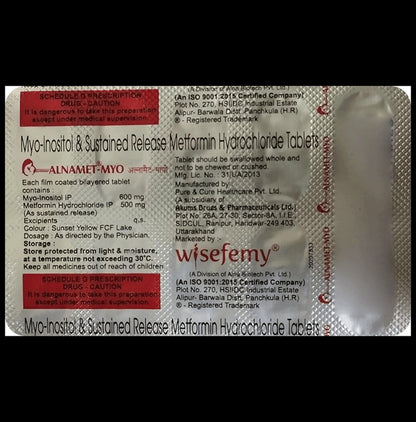 (A Division of Alna Biotech Pvt. Ltd.)
(An ISO 9001:2015 Certified Company)
Plot No. 270, HSIIDC Industrial Estate
Alipur- Barwala Distt. Panchkula (H.R)
® - Registered Trademark
SCHEDULE G PRESCRIPTION
DRUG - CAUTION
It is dangerous to take this preparation
except under medical supervision.
Myo-Inositol & Sustained Release Metformin Hydrochloride Tablets
ALNAMET-MYO अल्नामैट-मायो
Each film coated bilayered tablet
contains :
Myo-Inositol IP 600 mg
Metformin Hydrochloride IP 500 mg
(As sustained release)
Excipients q.s.
Colour : Sunset Yellow FCF Lake
Dosage : As directed by the Physician.
Storage :
Store protected from light & moisture,
at a temperature not exceeding 30°C.
Keep all medicines out of reach of children
Tablet should be swallowed whole and
not to be chewed or crushed.
Mfg. Lic. No. : 31/UA/2013
Manufactured by :
Pure & Cure Healthcare Pvt. Ltd.
(A subsidiary of
Akums Drugs & Pharmaceuticals Ltd.)
Plot No. 26A, 27-30, Sector-8A, I.I.E.,
SIDCUL, Ranipur, Haridwar-249 403,
Uttarakhand
Marketed by :-
wisefemy®
(A Division of Alna Biotech Pvt. Ltd.)
(An ISO 9001:2015 Certified Company)
Plot No. 270, HSIIDC Industrial Estate
Alipur- Barwala Distt. Panchkula (H.R)
® - Registered Trademark
SCHEDULE G PRESCRIPTION
DRUG - CAUTION
It is dangerous to take this preparation
except under medical supervision.
Myo-Inositol & Sustained Release Metformin Hydrochloride Tablets